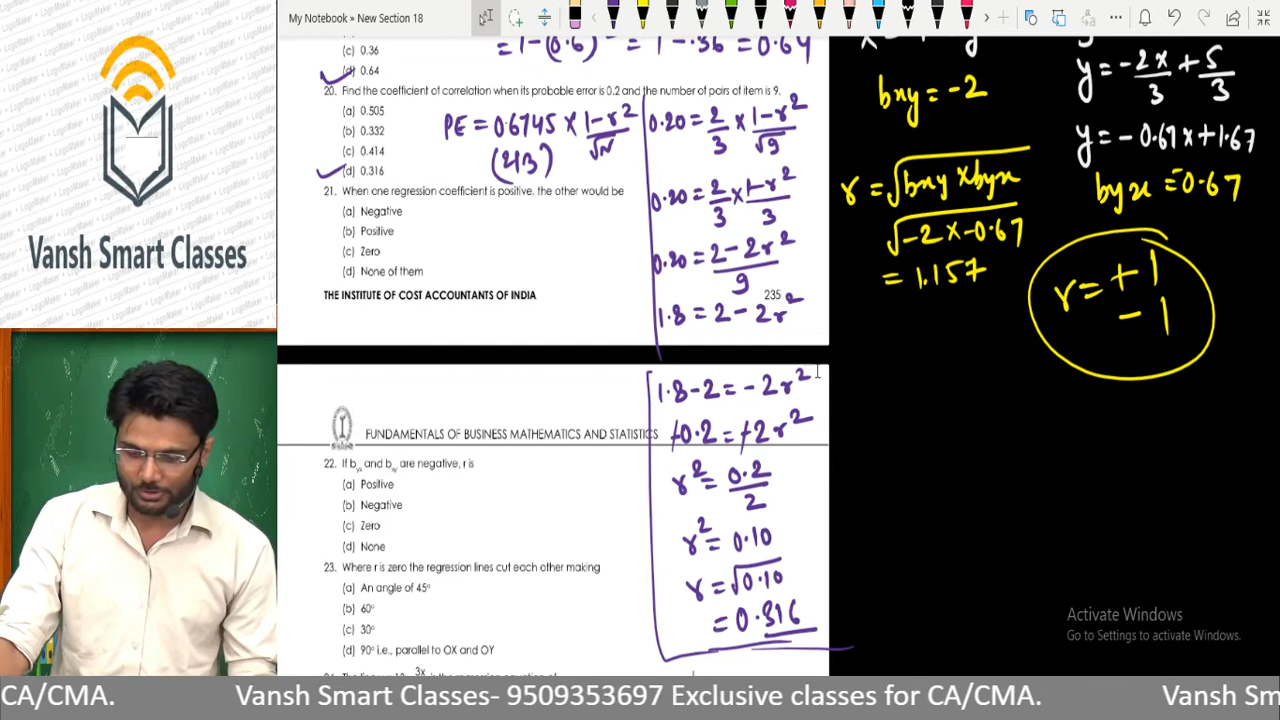 My Notebook » New Section 18
(c) 0.36
= 1-(0.6) = 1 - .36 = 0.64
(d) 0.64
20. Find the coefficient of correlation when its probable error is 0.2 and the number of pairs of item is 9.
(a) 0.505
(b) 0.332
(c) 0.414
(d) 0.316
PE = 0.6745 × 1-r²/√N
(2/3)
21. When one regression coefficient is positive, the other would be
(a) Negative
(b) Positive
(c) Zero
(d) None of them
THE INSTITUTE OF COST ACCOUNTANTS OF INDIA
235
0.20 = 2/3 × 1-r²/√9
0.20 = 2/3 × 1-r²/3
0.20 = 2-2r²/9
1.8 = 2 - 2r²
1.8-2 = -2r²
-0.2 = -2r²
r² = 0.2/2
r² = 0.10
r = √0.10
= 0.316
FUNDAMENTALS OF BUSINESS MATHEMATICS AND STATISTICS
22. If byx and bxy are negative, r is
(a) Positive
(b) Negative
(c) Zero
(d) None
23. Where r is zero the regression lines cut each other making
(a) An angle of 45°
(b) 60°
(c) 30°
(d) 90° i.e., parallel to OX and OY
bxy = -2
r = √bxy × byx
√-2 × -0.67
= 1.157
y = -2x/3 + 5/3
y = -0.67x + 1.67
byx = -0.67
r = +1
-1
Vansh Smart Classes
Activate Windows
Go to Settings to activate Windows.
CA/CMA. Vansh Smart Classes- 9509353697 Exclusive classes for CA/CMA. Vansh Sm